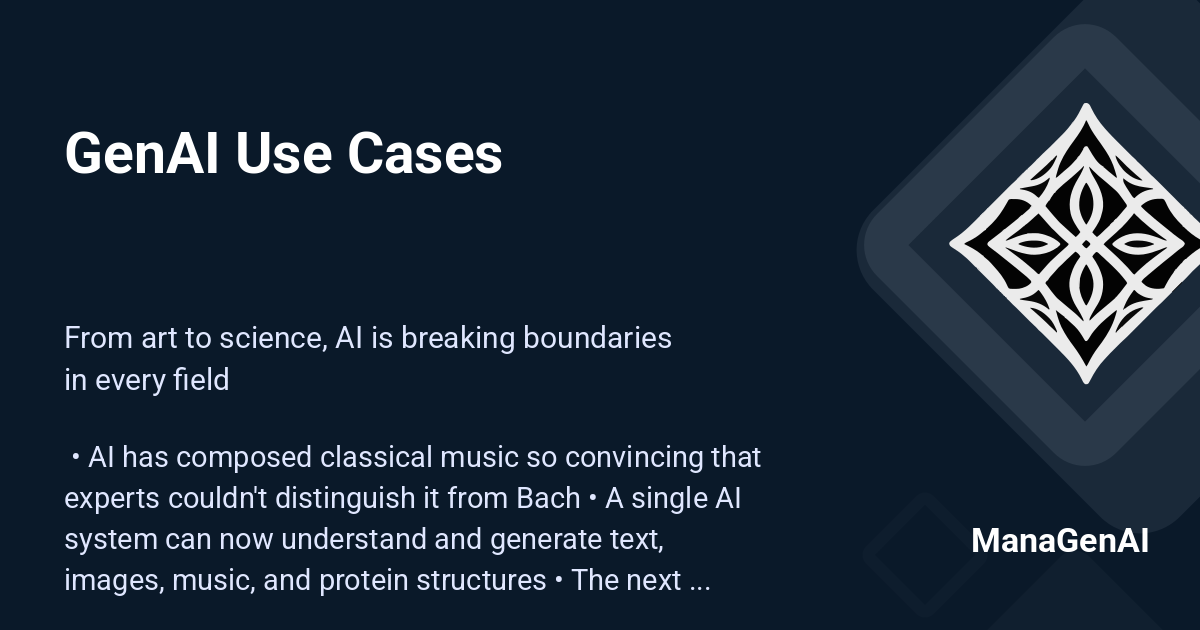 GenAI Use Cases
From art to science, AI is breaking boundaries
in every field
• AI has composed classical music so convincing that
experts couldn't distinguish it from Bach • A single AI
system can now understand and generate text,
images, music, and protein structures • The next ...
ManaGenAI